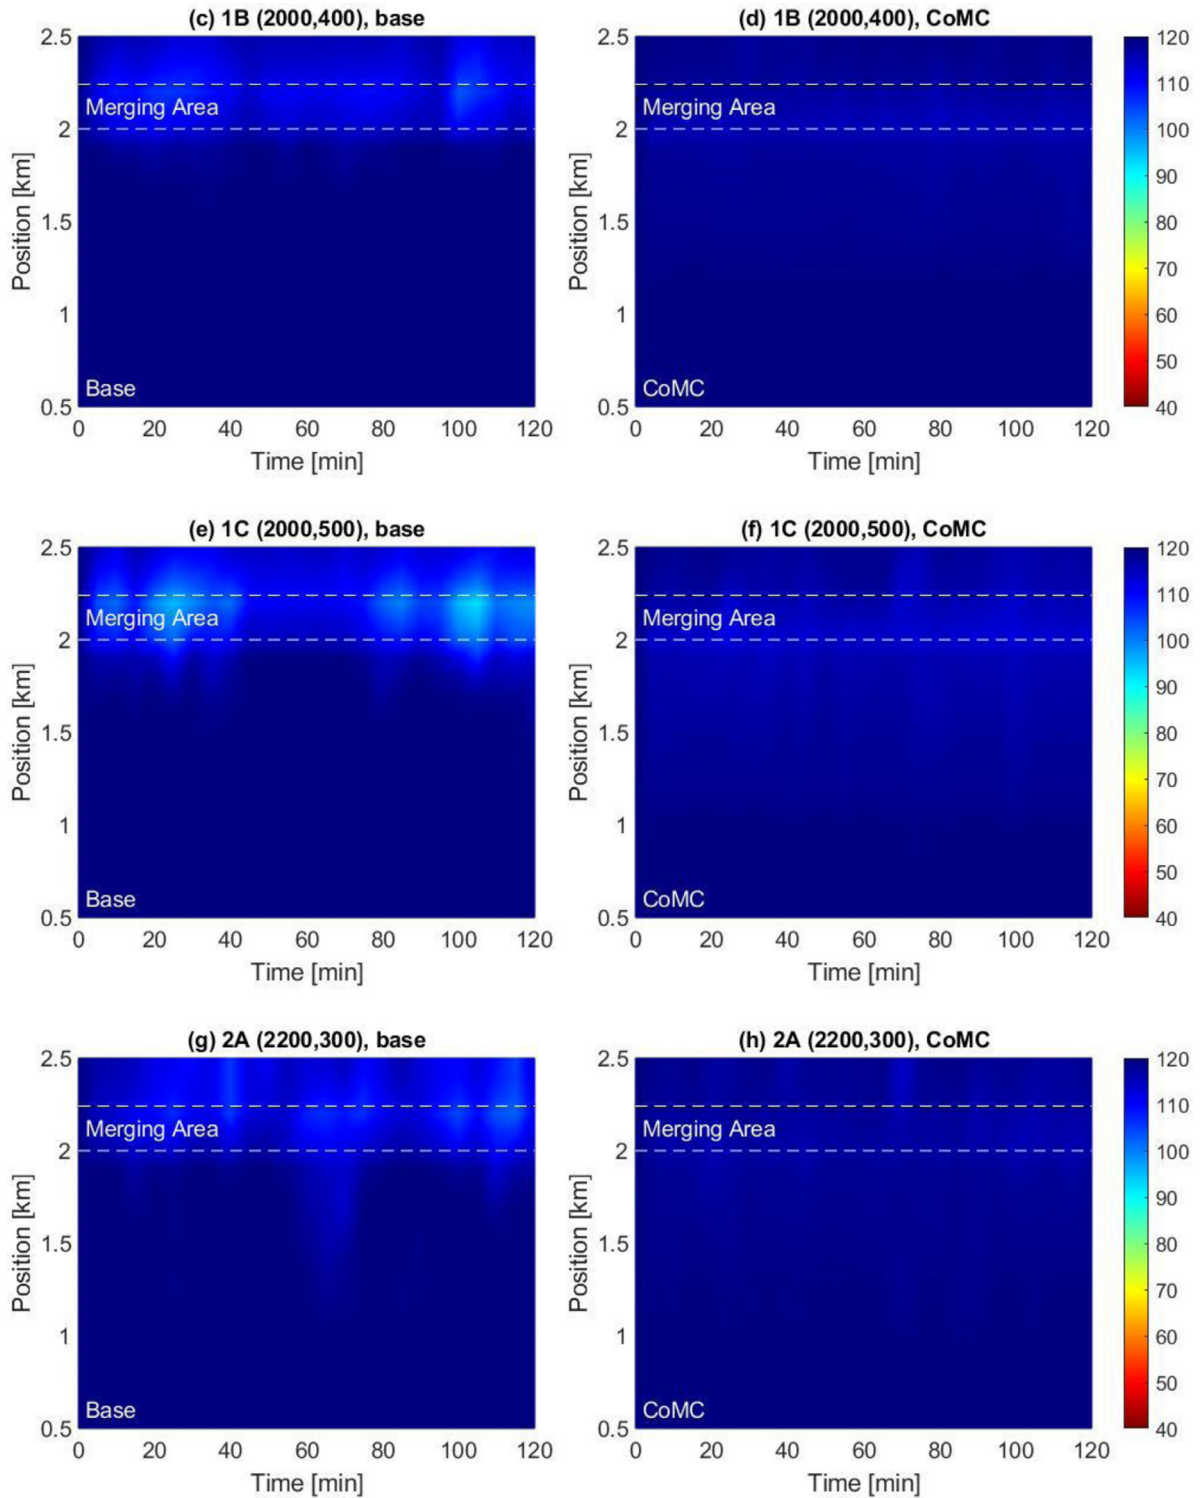 (c) 1B (2000,400), base
(d) 1B (2000,400), CoMC
2.5
2
1.5
1
0.5
Position [km]
Merging Area
Base
0 20 40 60 80 100 120
Time [min]
2.5
2
1.5
1
0.5
Position [km]
Merging Area
CoMC
0 20 40 60 80 100 120
Time [min]
120
110
100
90
80
70
60
50
40
(e) 1C (2000,500), base
(f) 1C (2000,500), CoMC
2.5
2
1.5
1
0.5
Position [km]
Merging Area
Base
0 20 40 60 80 100 120
Time [min]
2.5
2
1.5
1
0.5
Position [km]
Merging Area
CoMC
0 20 40 60 80 100 120
Time [min]
120
110
100
90
80
70
60
50
40
(g) 2A (2200,300), base
(h) 2A (2200,300), CoMC
2.5
2
1.5
1
0.5
Position [km]
Merging Area
Base
0 20 40 60 80 100 120
Time [min]
2.5
2
1.5
1
0.5
Position [km]
Merging Area
CoMC
0 20 40 60 80 100 120
Time [min]
120
110
100
90
80
70
60
50
40